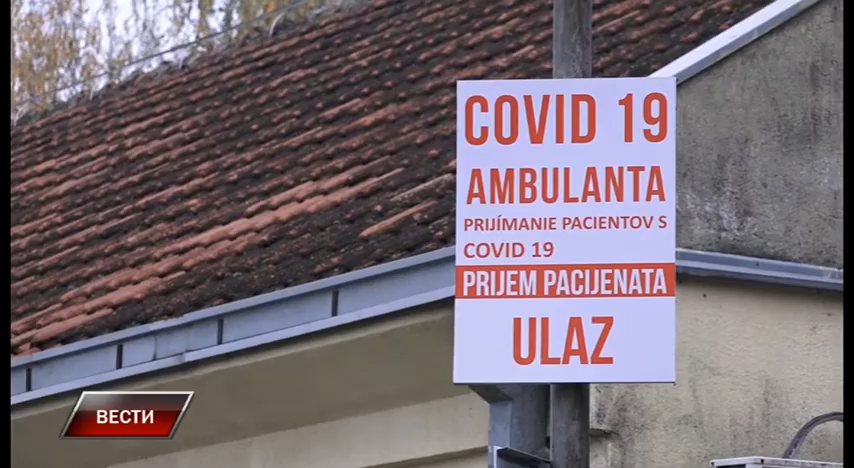 COVID 19
AMBULANTA
PRIJÍMANIE PACIENTOV S
COVID 19
PRIJEM PACIJENATA
ULAZ
ВЕСТИ